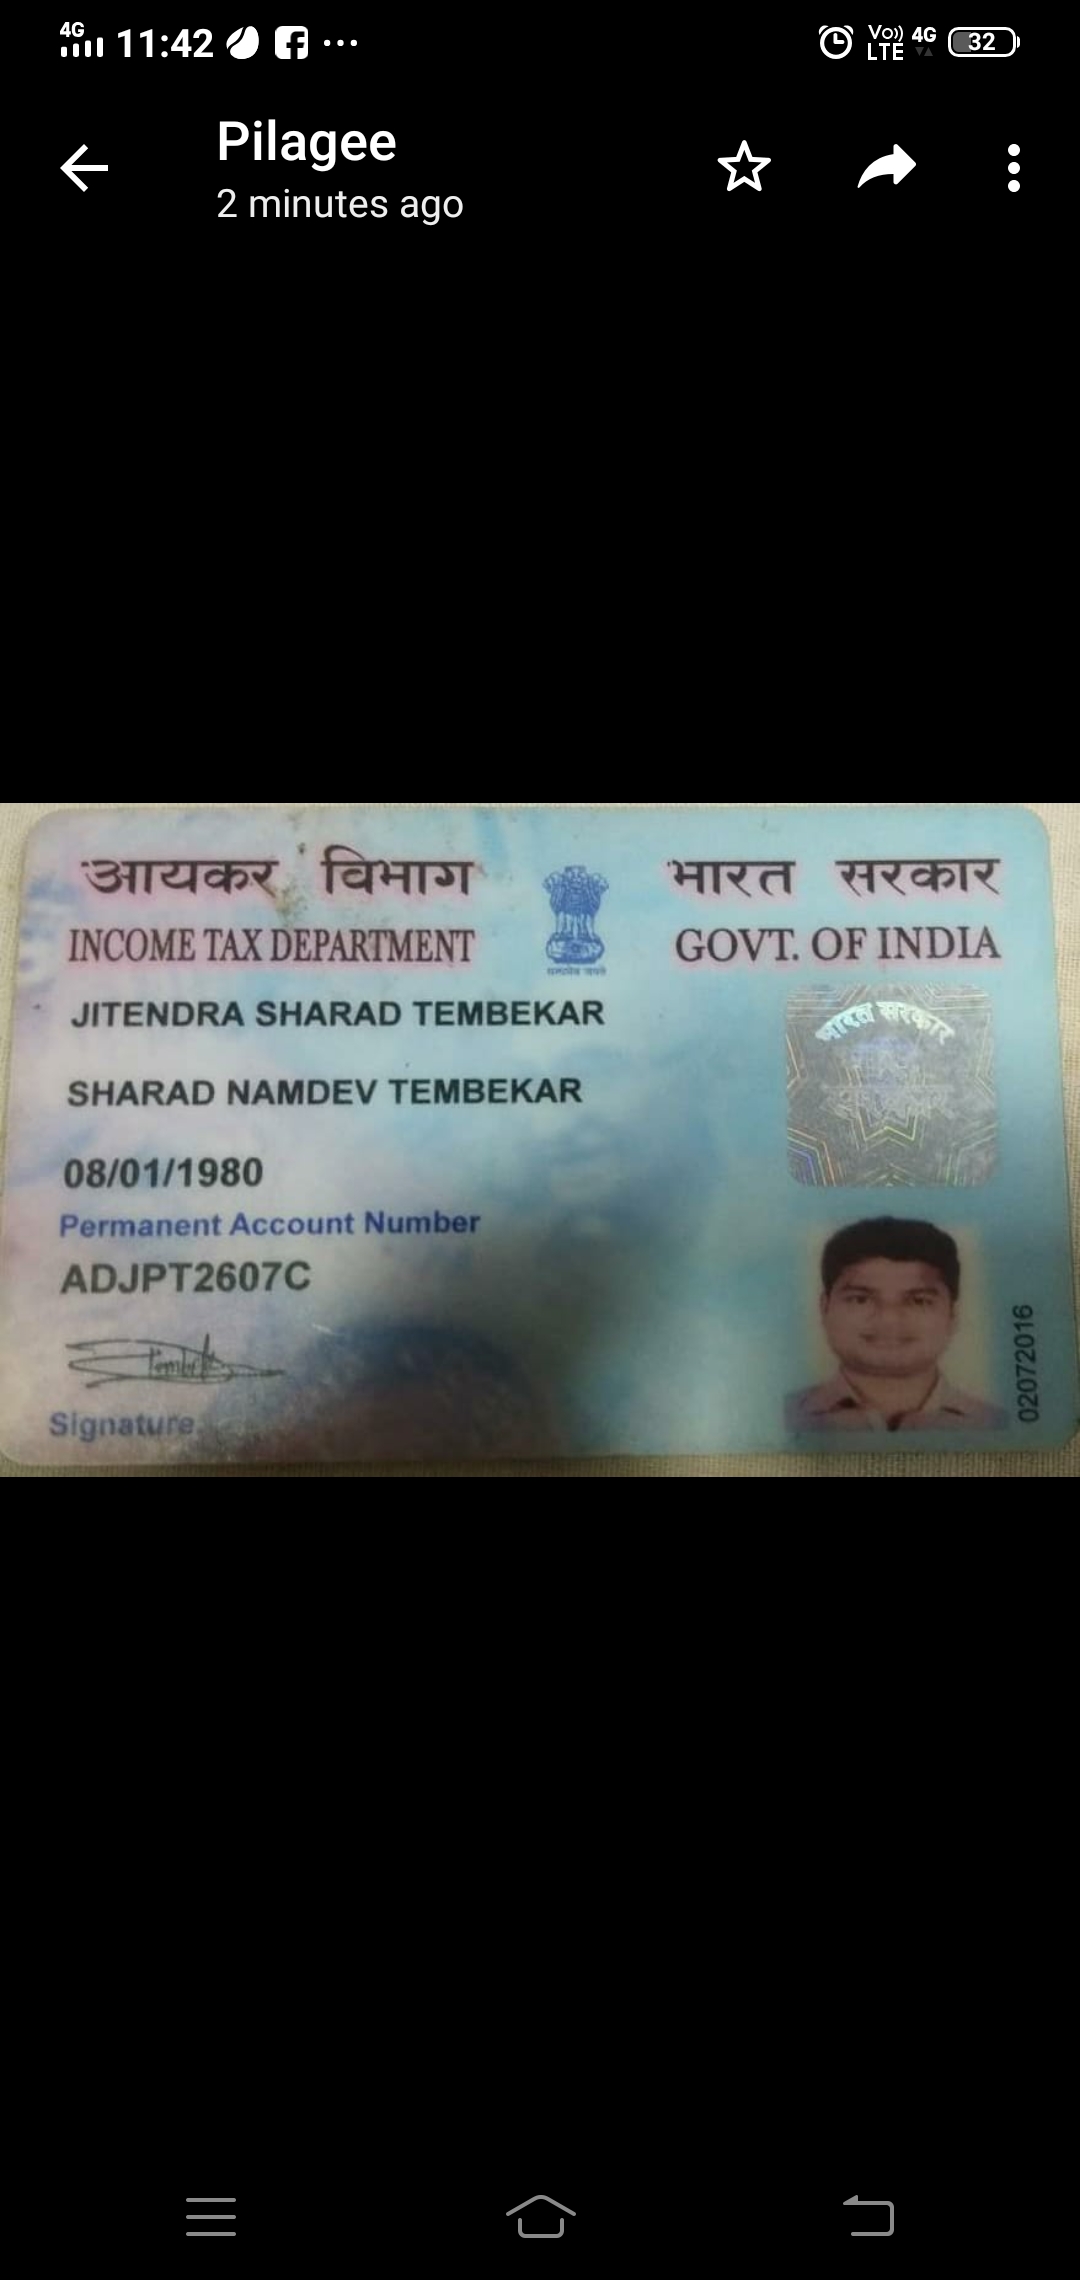 4G 11:42 Vo)) LTE 4G 32
Pilagee
2 minutes ago
आयकर विभाग भारत सरकार
INCOME TAX DEPARTMENT GOVT. OF INDIA
सत्यमेव जयते
JITENDRA SHARAD TEMBEKAR
भारत सरकार
SHARAD NAMDEV TEMBEKAR
08/01/1980
Permanent Account Number
ADJPT2607C
Signature
02072016